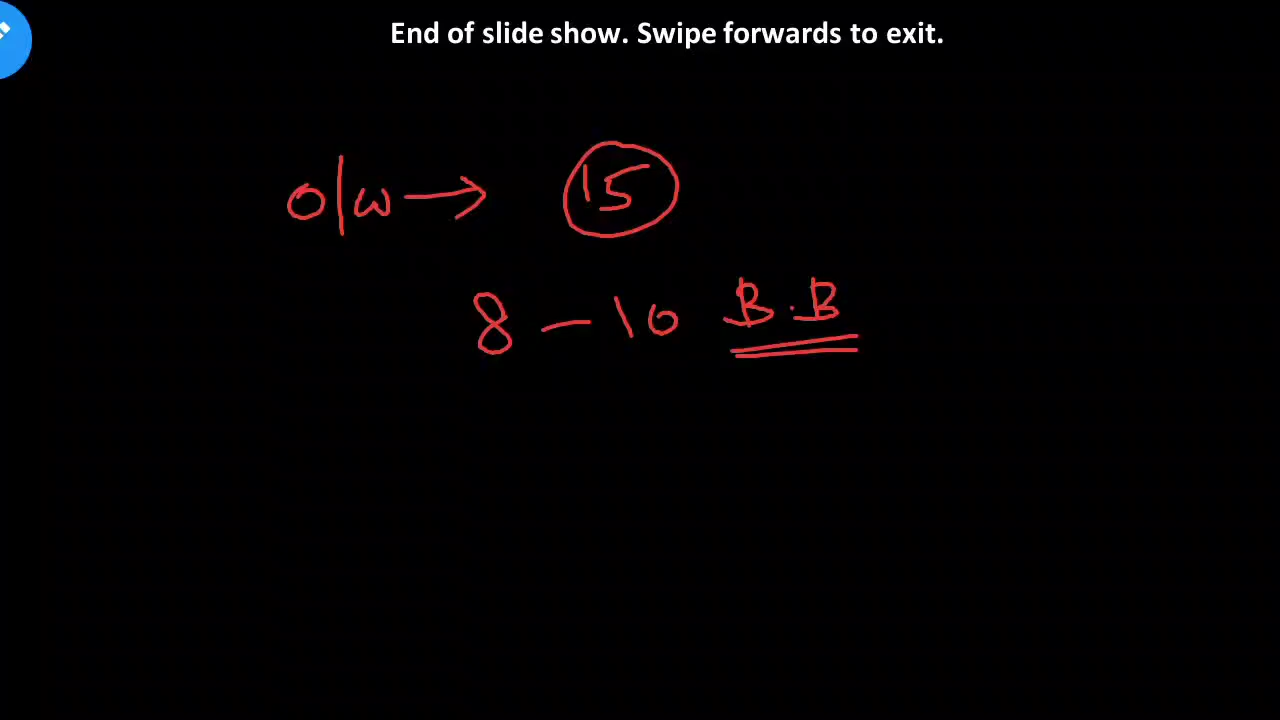 End of slide show. Swipe forwards to exit.
o|w → 15
8 – 10 B.B